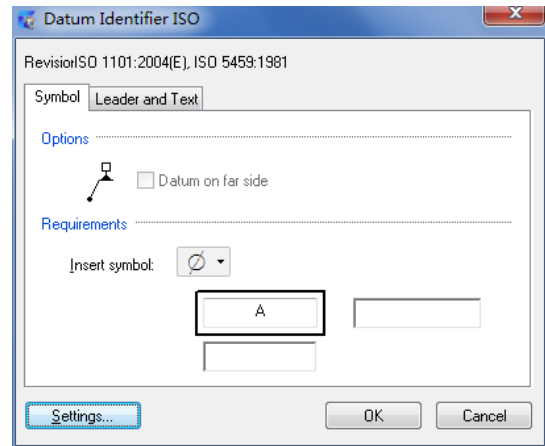 Datum Identifier ISO
RevisiorISO 1101:2004(E), ISO 5459:1981
Symbol Leader and Text
Options
Datum on far side
Requirements
Insert symbol: ∅
A
Settings... OK Cancel